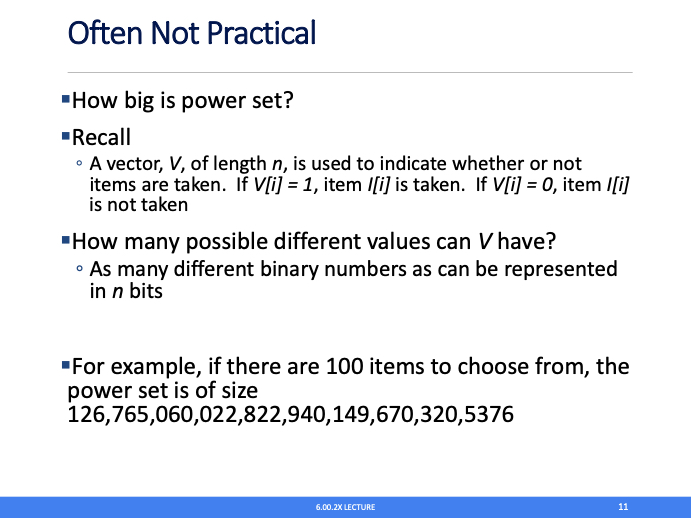 Often Not Practical
▪How big is power set?
▪Recall
◦ A vector, V, of length n, is used to indicate whether or not
items are taken.  If V[i] = 1, item I[i] is taken.  If V[i] = 0, item I[i]
is not taken
▪How many possible different values can V have?
◦ As many different binary numbers as can be represented
in n bits
▪For example, if there are 100 items to choose from, the
power set is of size
126,765,060,022,822,940,149,670,320,5376
6.00.2X LECTURE
11